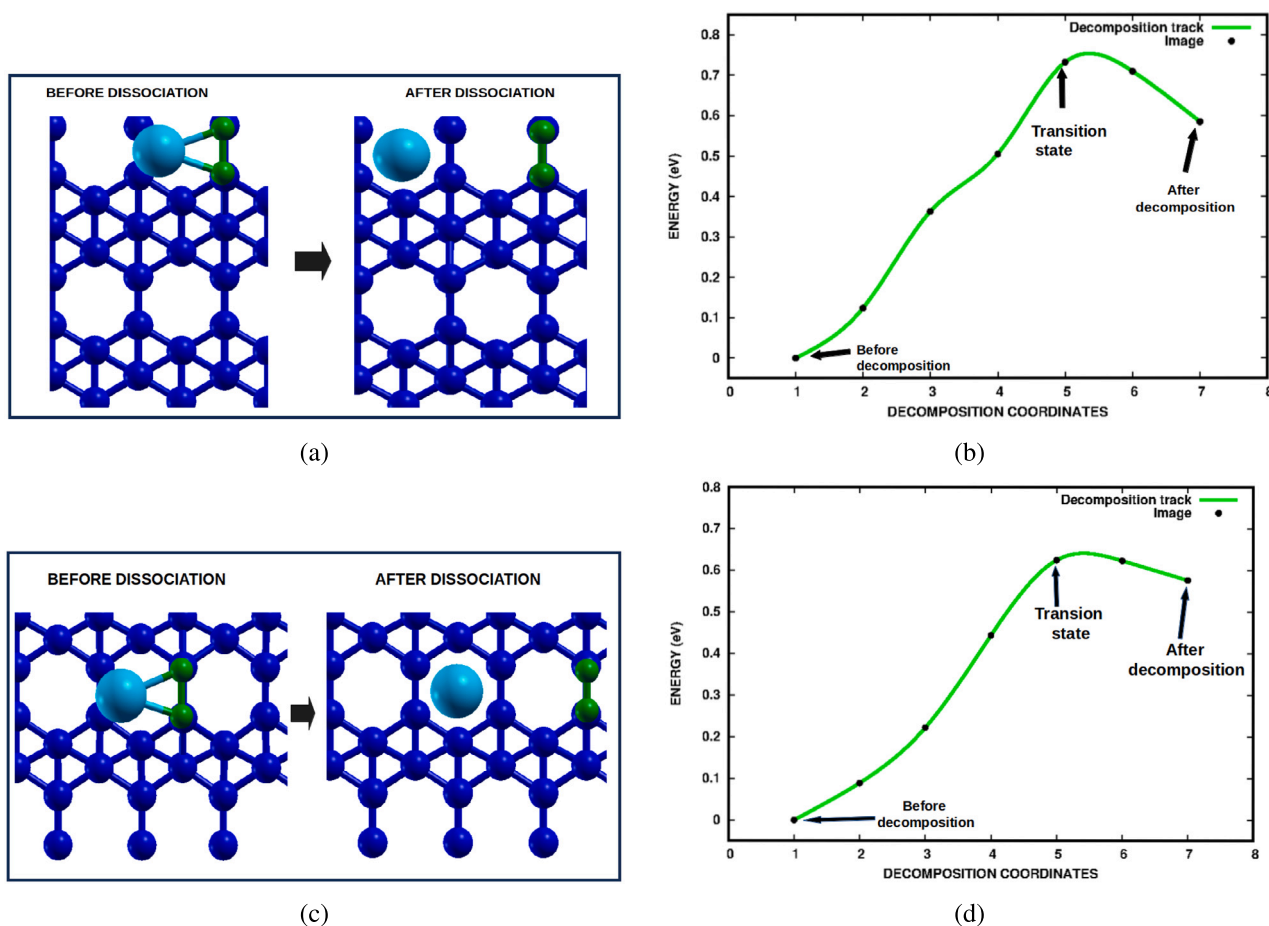 BEFORE DISSOCIATION
AFTER DISSOCIATION
(a)
0.8
0.7
0.6
0.5
0.4
0.3
0.2
0.1
0
ENERGY (eV)
Decomposition track
Image
Transition
state
After
decomposition
Before
decomposition
0 1 2 3 4 5 6 7 8
DECOMPOSITION COORDINATES
(b)
BEFORE DISSOCIATION
AFTER DISSOCIATION
(c)
0.8
0.7
0.6
0.5
0.4
0.3
0.2
0.1
0
ENERGY (eV)
Decomposition track
Image
Transion
state
After
decomposition
Before
decomposition
0 1 2 3 4 5 6 7 8
DECOMPOSITION COORDINATES
(d)